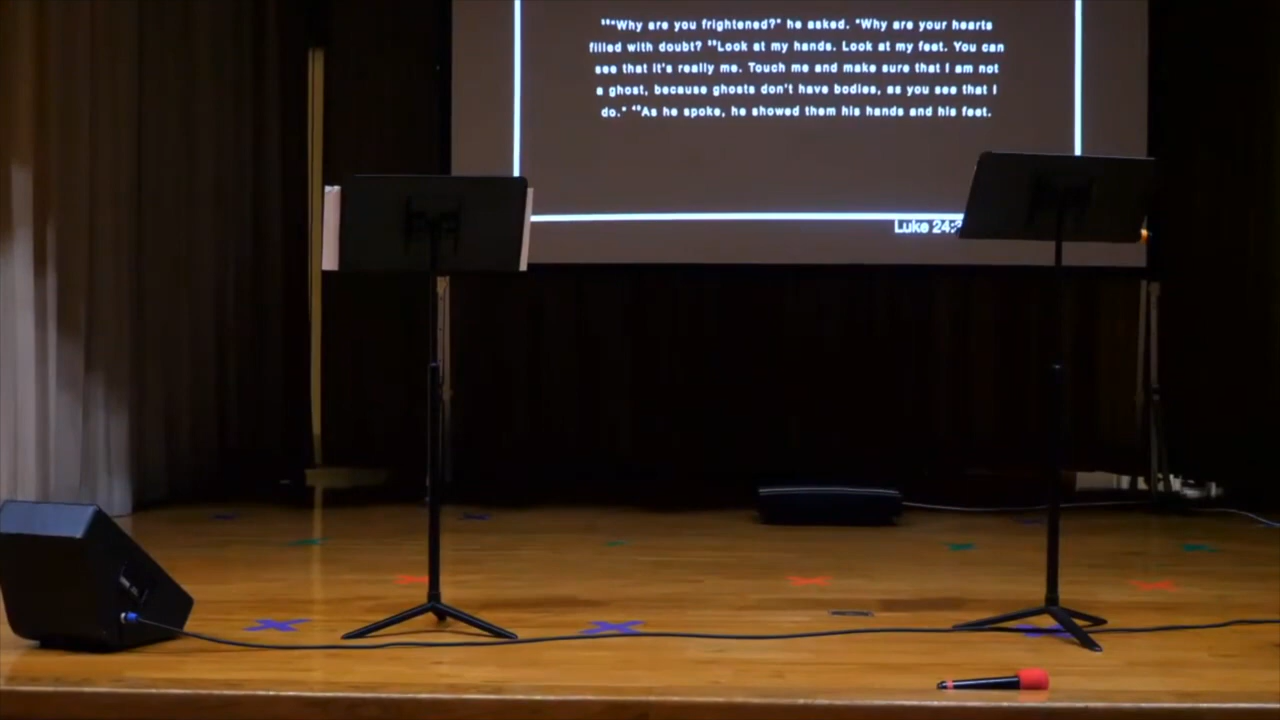 ³⁸"Why are you frightened?" he asked. "Why are your hearts
filled with doubt? ³⁹Look at my hands. Look at my feet. You can
see that it's really me. Touch me and make sure that I am not
a ghost, because ghosts don't have bodies, as you see that I
do." ⁴⁰As he spoke, he showed them his hands and his feet.
Luke 24: